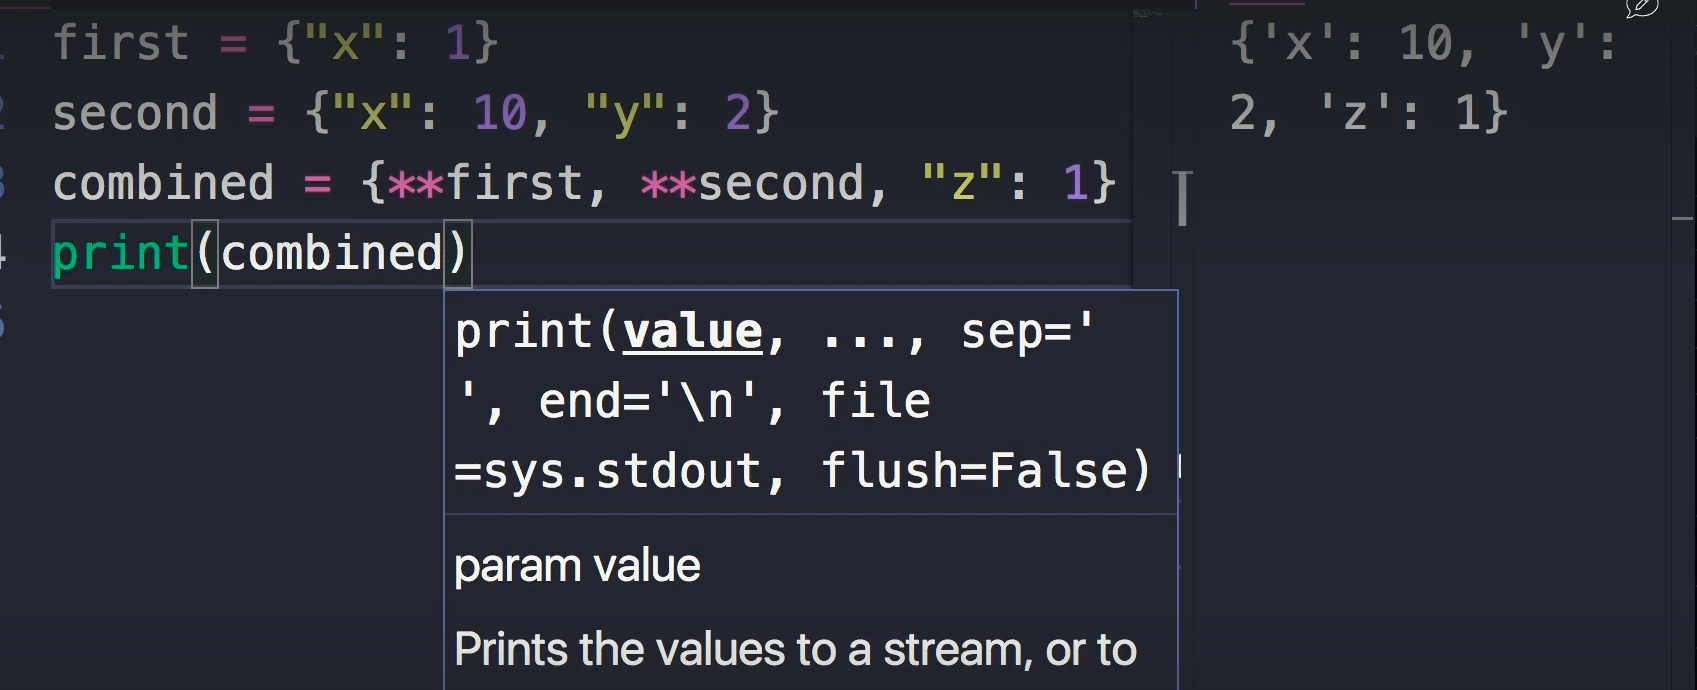 first = {"x": 1}
second = {"x": 10, "y": 2}
combined = {**first, **second, "z": 1}
print(combined)
print(value, ..., sep='
', end='\n', file
=sys.stdout, flush=False)
param value
Prints the values to a stream, or to
{'x': 10, 'y':
2, 'z': 1}